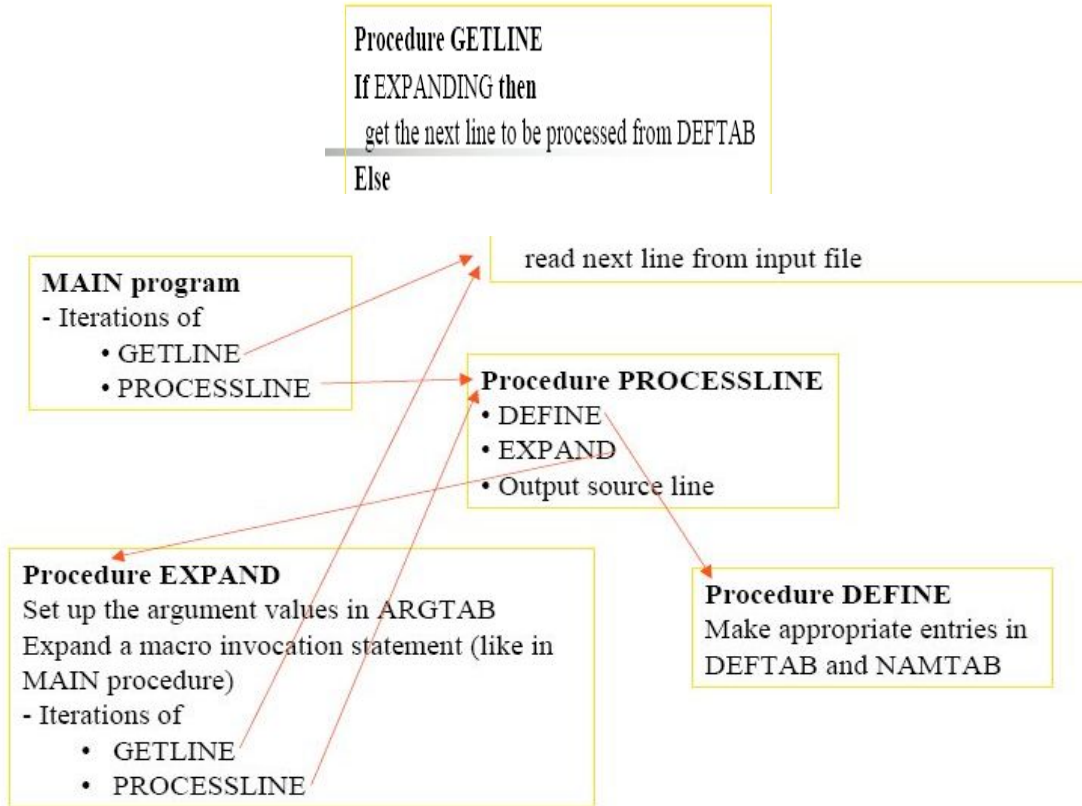 Procedure GETLINE
If EXPANDING then
get the next line to be processed from DEFTAB
Else
read next line from input file
MAIN program
- Iterations of
• GETLINE
• PROCESSLINE
Procedure PROCESSLINE
• DEFINE
• EXPAND
• Output source line
Procedure EXPAND
Set up the argument values in ARGTAB
Expand a macro invocation statement (like in
MAIN procedure)
- Iterations of
• GETLINE
• PROCESSLINE
Procedure DEFINE
Make appropriate entries in
DEFTAB and NAMTAB